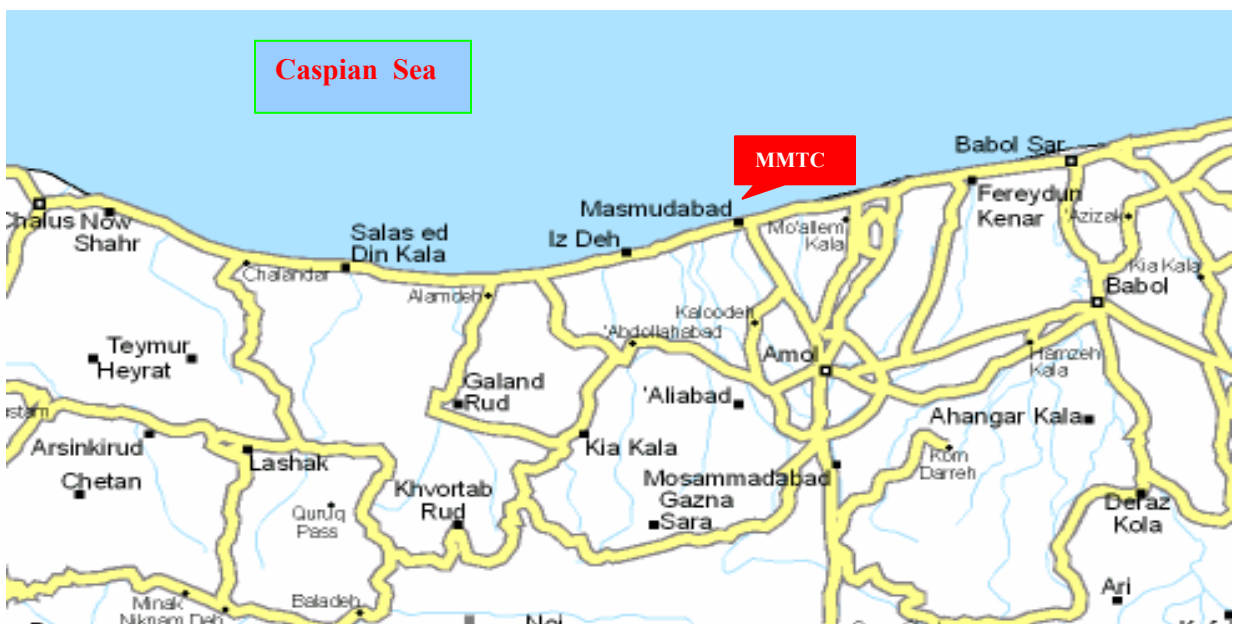 Caspian Sea
MMTC
Babol Sar
Masmudabad
Fereydun
Kenar
'Azizak
Chalus Now
Shahr
Salas ed
Din Kala
Iz Deh
Mo'allem
Kala
Chalandar
Alamdeh
Kia Kala
Babol
Kaloodeh
'Abdollahabad
Teymur
Heyrat
Amol
Hamzeh
Kala
Galand
Rud
'Aliabad
Ahangar Kala
Arsinkirud
Kia Kala
Lashak
Kom
Darreh
Chetan
Khvortab
Rud
Mosammadabad
Gazna
Sara
Quruq
Pass
Deraz
Kola
Ari
Minak
Niknam Deh
Baladeh